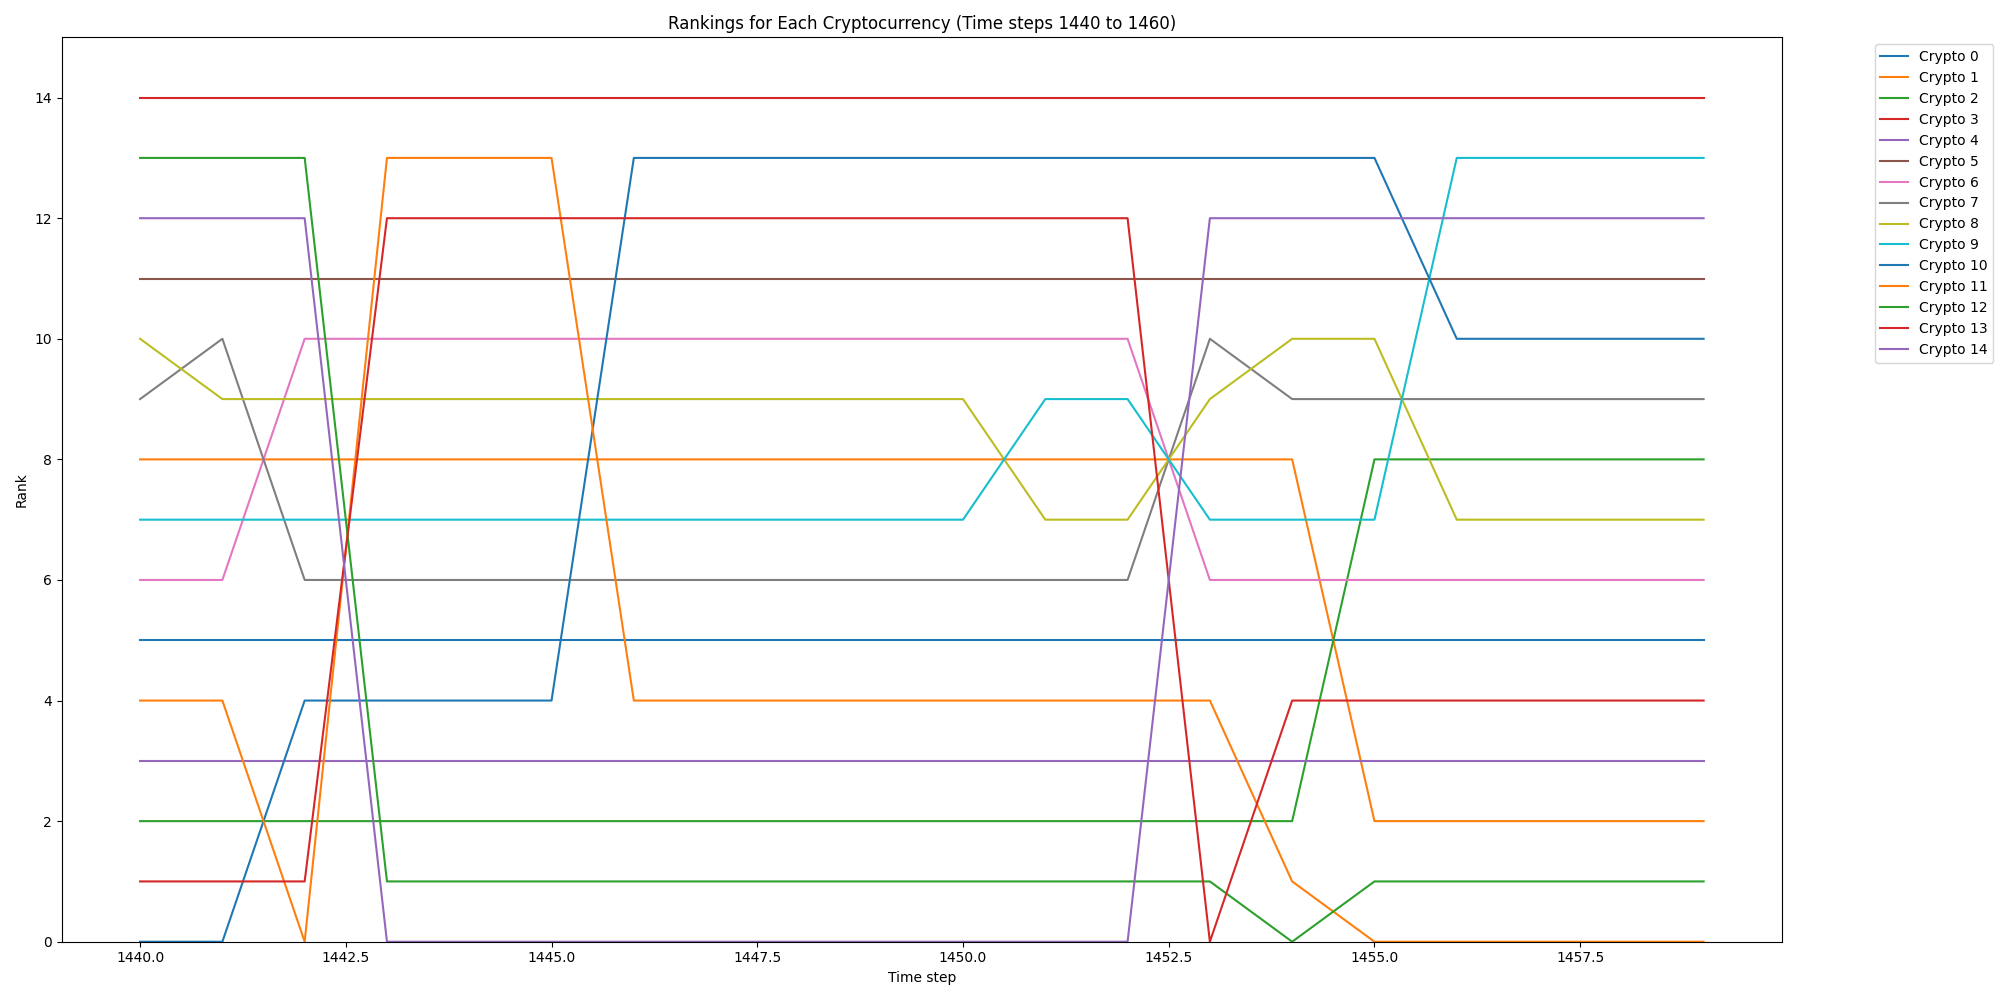 Rankings for Each Cryptocurrency (Time steps 1440 to 1460)
Rank
14
12
10
8
6
4
2
0
1440.0 1442.5 1445.0 1447.5 1450.0 1452.5 1455.0 1457.5
Time step
Crypto 0
Crypto 1
Crypto 2
Crypto 3
Crypto 4
Crypto 5
Crypto 6
Crypto 7
Crypto 8
Crypto 9
Crypto 10
Crypto 11
Crypto 12
Crypto 13
Crypto 14